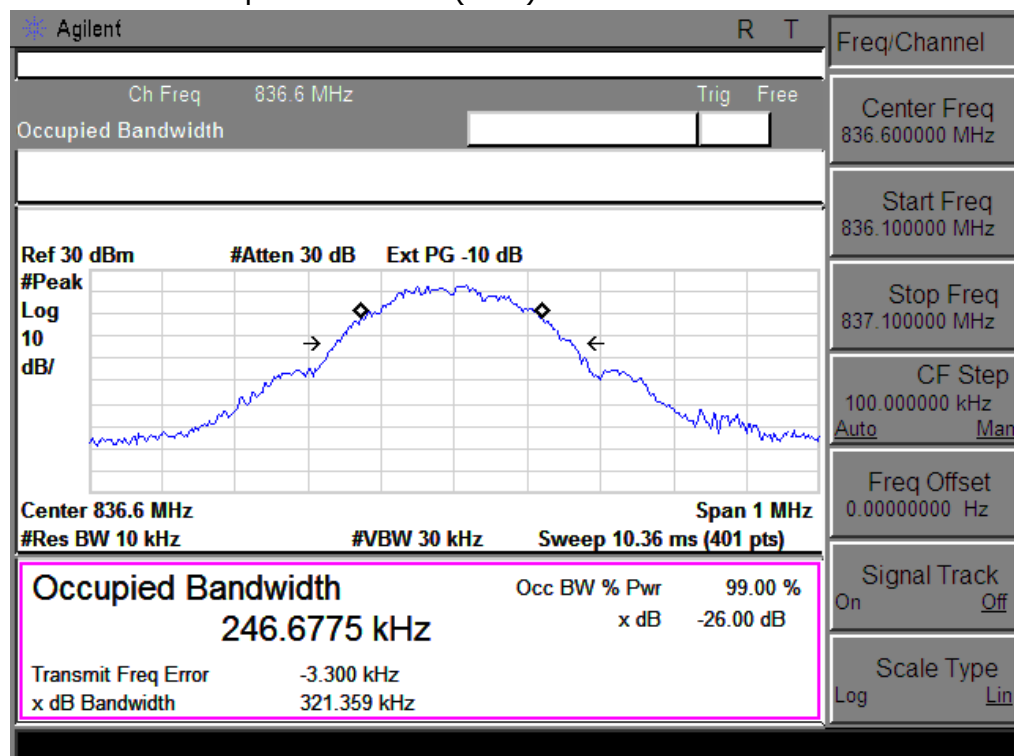 Agilent R T
Ch Freq 836.6 MHz Trig Free
Occupied Bandwidth
Ref 30 dBm #Atten 30 dB Ext PG -10 dB
#Peak
Log
10
dB/
Center 836.6 MHz Span 1 MHz
#Res BW 10 kHz #VBW 30 kHz Sweep 10.36 ms (401 pts)
Occupied Bandwidth Occ BW % Pwr 99.00 %
246.6775 kHz x dB -26.00 dB
Transmit Freq Error -3.300 kHz
x dB Bandwidth 321.359 kHz
Freq/Channel
Center Freq
836.600000 MHz
Start Freq
836.100000 MHz
Stop Freq
837.100000 MHz
CF Step
100.000000 kHz
Auto Man
Freq Offset
0.00000000 Hz
Signal Track
On Off
Scale Type
Log Lin